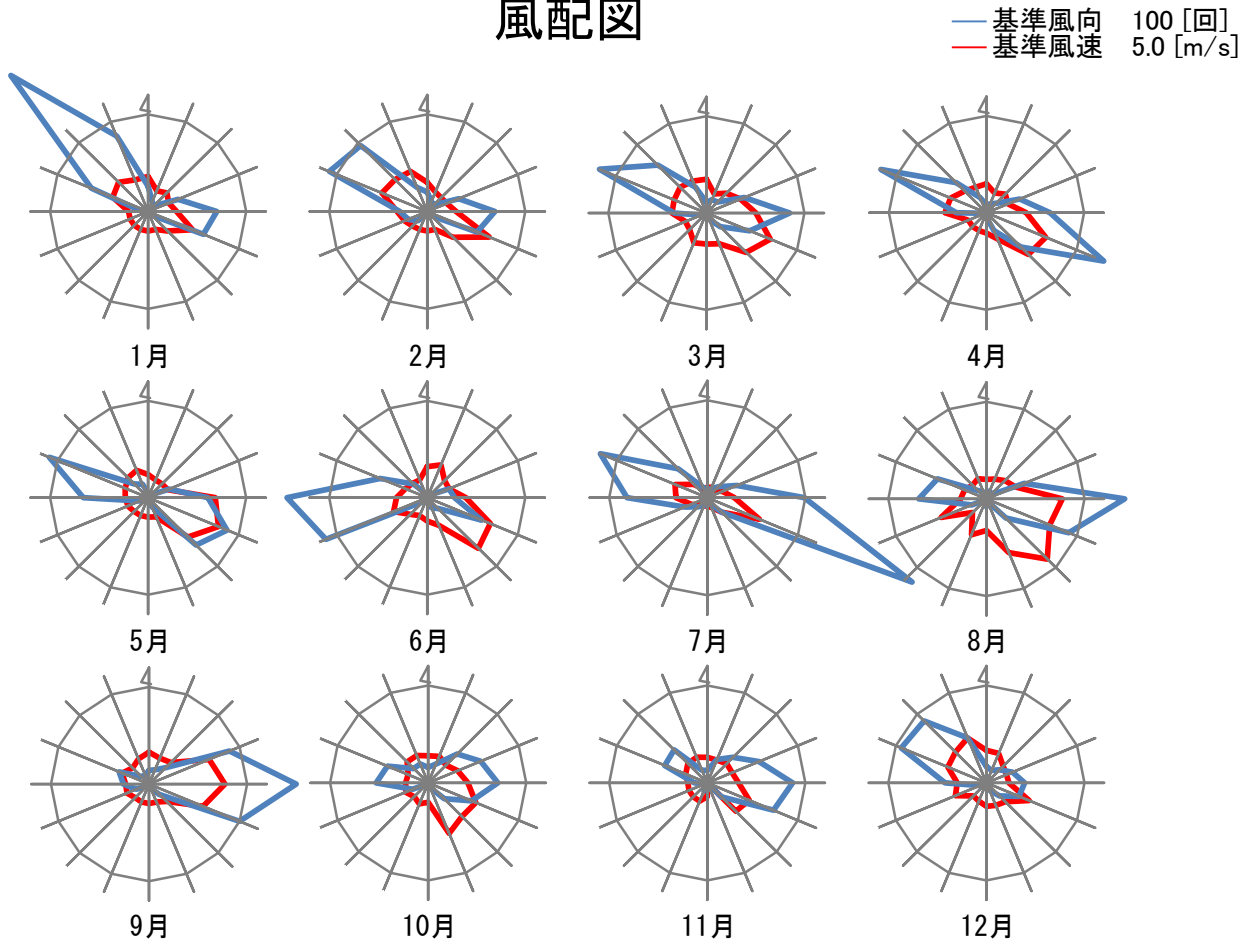 風配図
基準風向 100 [回]
基準風速 5.0 [m/s]
1月
2月
3月
4月
5月
6月
7月
8月
9月
10月
11月
12月